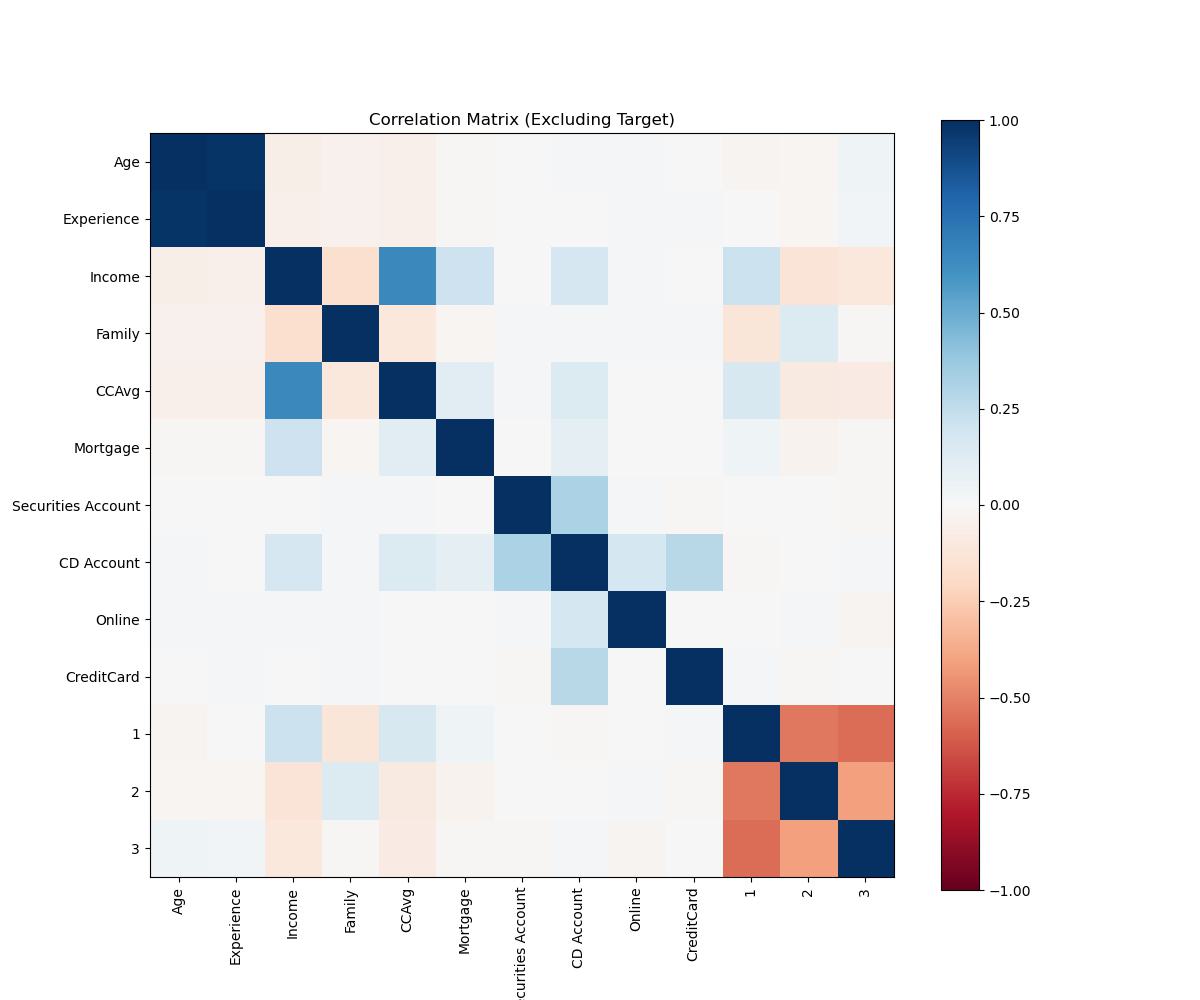 Correlation Matrix (Excluding Target)
Age
Experience
Income
Family
CCAvg
Mortgage
Securities Account
CD Account
Online
CreditCard
1
2
3
Age
Experience
Income
Family
CCAvg
Mortgage
curities Account
CD Account
Online
CreditCard
1
2
3
1.00
0.75
0.50
0.25
0.00
−0.25
−0.50
−0.75
−1.00